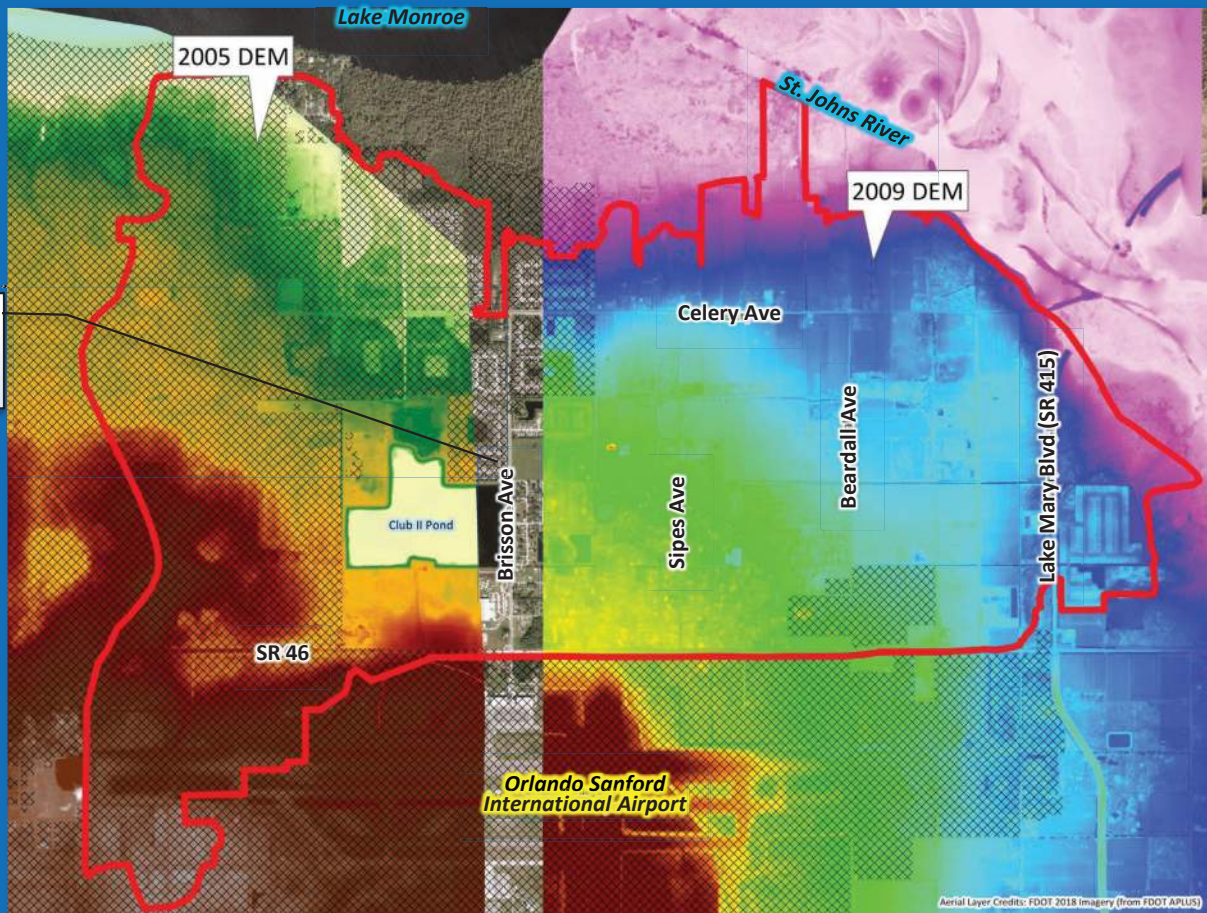 Lake Monroe
2005 DEM
St. Johns River
2009 DEM
Celery Ave
Lake Mary Blvd (SR 415)
Beardall Ave
Sipes Ave
Brisson Ave
Club II Pond
SR 46
Orlando Sanford
International Airport
Aerial Layer Credits: FDOT 2018 Imagery (from FDOT APLUS)